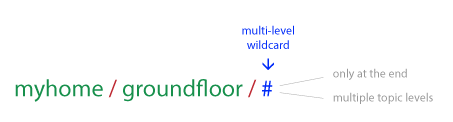 multi-level
wildcard
myhome / groundfloor / #
only at the end
multiple topic levels